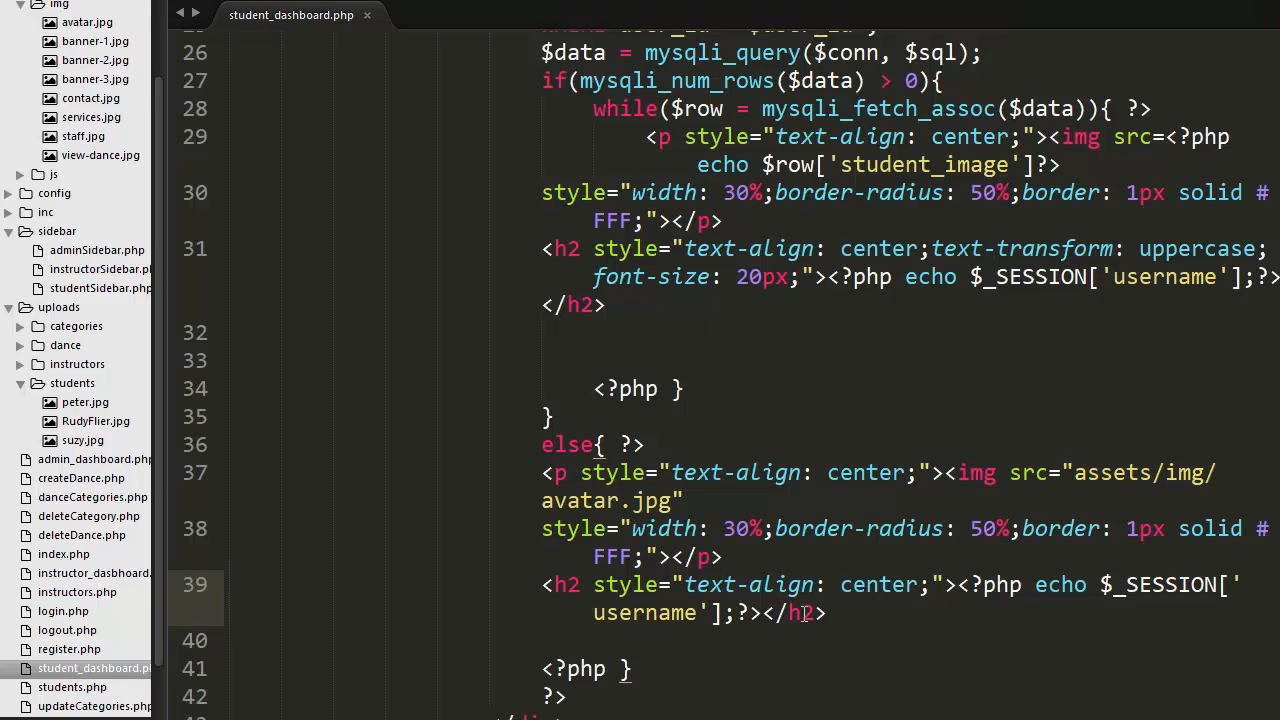 img
avatar.jpg
banner-1.jpg
banner-2.jpg
banner-3.jpg
contact.jpg
services.jpg
staff.jpg
view-dance.jpg
js
config
inc
sidebar
adminSidebar.php
instructorSidebar.ph
studentSidebar.php
uploads
categories
dance
instructors
students
peter.jpg
RudyFlier.jpg
suzy.jpg
admin_dashboard.ph
createDance.php
danceCategories.php
deleteCategory.php
deleteDance.php
index.php
instructor_dashboard.
instructors.php
login.php
logout.php
register.php
student_dashboard.ph
students.php
updateCategories.php
student_dashboard.php ×
26 $data = mysqli_query($conn, $sql);
27 if(mysqli_num_rows($data) > 0){
28 while($row = mysqli_fetch_assoc($data)){ ?>
29 <p style="text-align: center;"><img src=<?php
echo $row['student_image']?>
30 style="width: 30%;border-radius: 50%;border: 1px solid #
FFF;"></p>
31 <h2 style="text-align: center;text-transform: uppercase;
font-size: 20px;"><?php echo $_SESSION['username'];?>
</h2>
32
33
34 <?php }
35 }
36 else{ ?>
37 <p style="text-align: center;"><img src="assets/img/
avatar.jpg"
38 style="width: 30%;border-radius: 50%;border: 1px solid #
FFF;"></p>
39 <h2 style="text-align: center;"><?php echo $_SESSION['
username'];?></h2>
40
41 <?php }
42 ?>